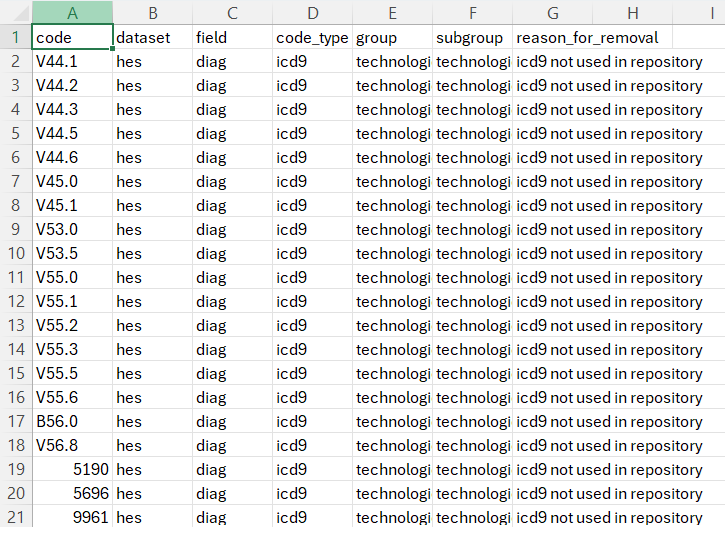 A B C D E F G H I
1 code dataset field code_type group subgroup reason_for_removal
2 V44.1 hes diag icd9 technologi technologi icd9 not used in repository
3 V44.2 hes diag icd9 technologi technologi icd9 not used in repository
4 V44.3 hes diag icd9 technologi technologi icd9 not used in repository
5 V44.5 hes diag icd9 technologi technologi icd9 not used in repository
6 V44.6 hes diag icd9 technologi technologi icd9 not used in repository
7 V45.0 hes diag icd9 technologi technologi icd9 not used in repository
8 V45.1 hes diag icd9 technologi technologi icd9 not used in repository
9 V53.0 hes diag icd9 technologi technologi icd9 not used in repository
10 V53.5 hes diag icd9 technologi technologi icd9 not used in repository
11 V55.0 hes diag icd9 technologi technologi icd9 not used in repository
12 V55.1 hes diag icd9 technologi technologi icd9 not used in repository
13 V55.2 hes diag icd9 technologi technologi icd9 not used in repository
14 V55.3 hes diag icd9 technologi technologi icd9 not used in repository
15 V55.5 hes diag icd9 technologi technologi icd9 not used in repository
16 V55.6 hes diag icd9 technologi technologi icd9 not used in repository
17 B56.0 hes diag icd9 technologi technologi icd9 not used in repository
18 V56.8 hes diag icd9 technologi technologi icd9 not used in repository
19 5190 hes diag icd9 technologi technologi icd9 not used in repository
20 5696 hes diag icd9 technologi technologi icd9 not used in repository
21 9961 hes diag icd9 technologi technologi icd9 not used in repository